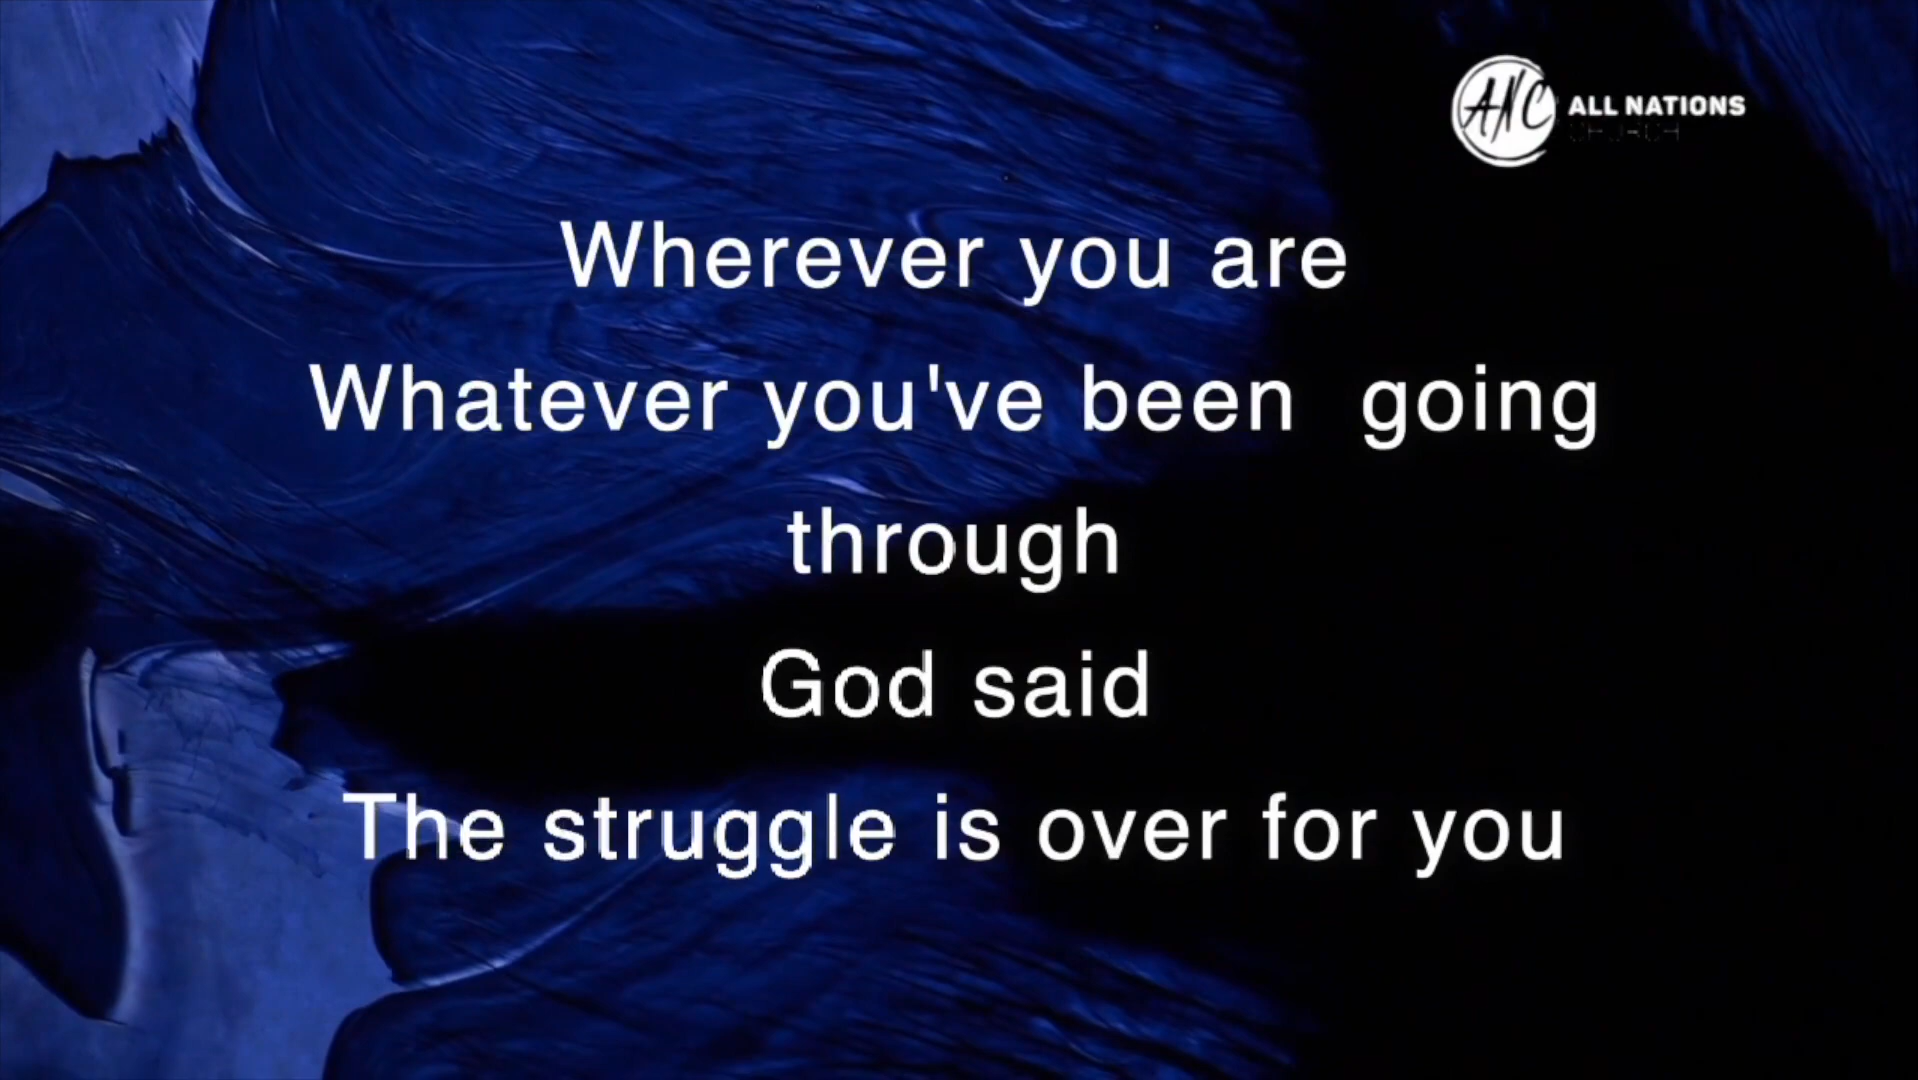 ANC
ALL NATIONS
CHURCH
Wherever you are
Whatever you've been  going
through
God said
The struggle is over for you